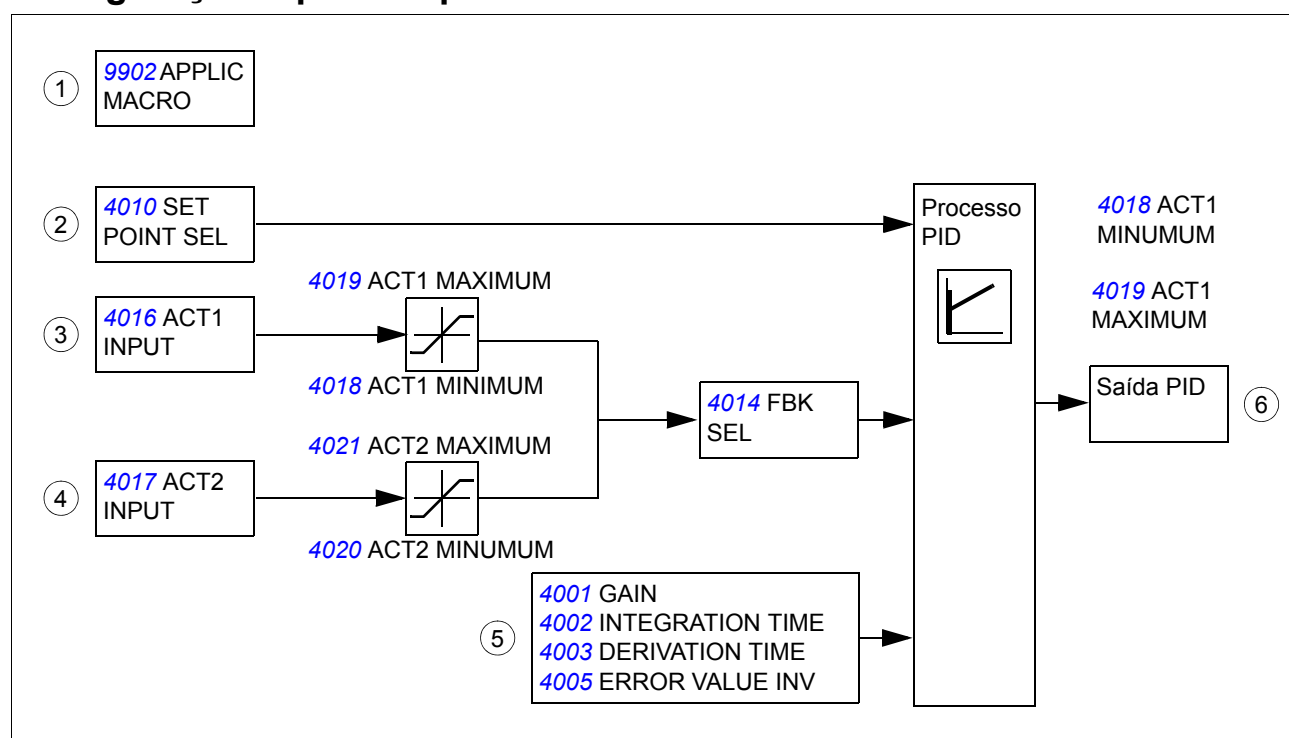 1
9902 APPLIC
MACRO
2
4010 SET
POINT SEL
3
4016 ACT1
INPUT
4019 ACT1 MAXIMUM
4018 ACT1 MINIMUM
4
4017 ACT2
INPUT
4021 ACT2 MAXIMUM
4020 ACT2 MINUMUM
4014 FBK
SEL
5
4001 GAIN
4002 INTEGRATION TIME
4003 DERIVATION TIME
4005 ERROR VALUE INV
Processo
PID
4018 ACT1
MINUMUM
4019 ACT1
MAXIMUM
Saída PID
6